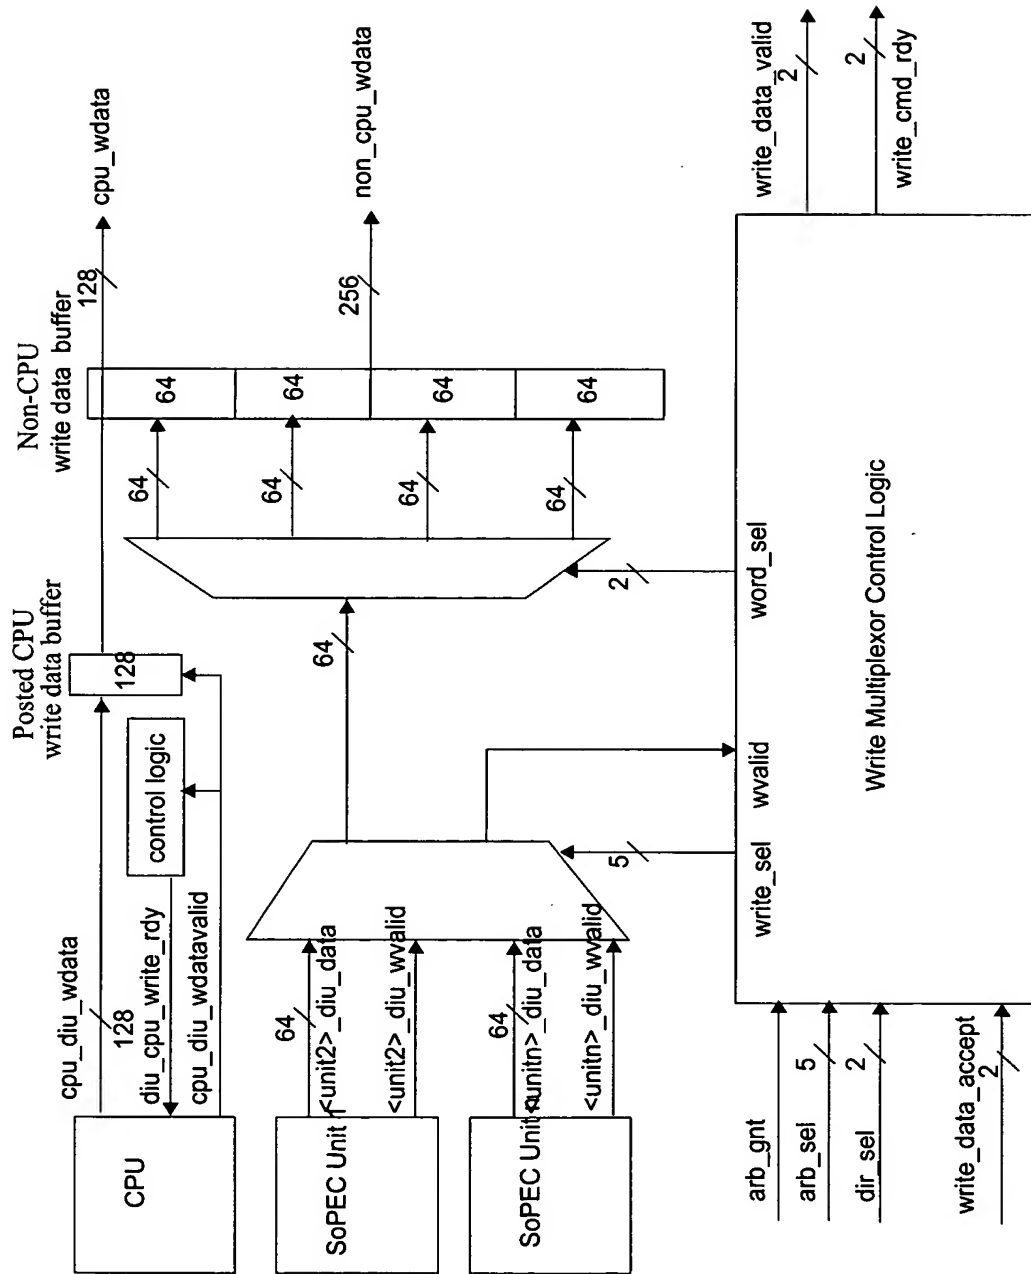 Posted CPU
write data buffer
Non-CPU
write data buffer
cpu_diu_wdata
128
128
128
cpu_wdata
CPU
control logic
diu_cpu_write_rdy
cpu_diu_wdatavalid
SoPEC Unit 1
64
<unit2>_diu_data
<unit2>_diu_wvalid
64
64
64
64
64
64
64
64
64
256
non_cpu_wdata
SoPEC Unit n
64
<unitn>_diu_data
<unitn>_diu_wvalid
5
2
write_sel
wvalid
word_sel
Write Multiplexor Control Logic
arb_gnt
arb_sel
5
dir_sel
2
write_data_accept
2
write_data_valid
2
write_cmd_rdy
2